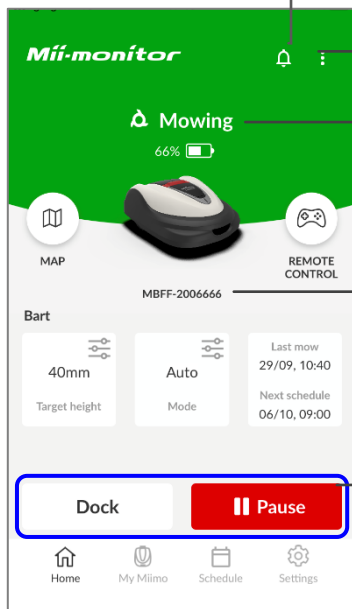 Mii-monitor
Mowing
66%
MAP
REMOTE
CONTROL
MBFF-2006666
Bart
40mm
Target height
Auto
Mode
Last mow
29/09, 10:40
Next schedule
06/10, 09:00
Dock
Pause
Home
My Miimo
Schedule
Settings